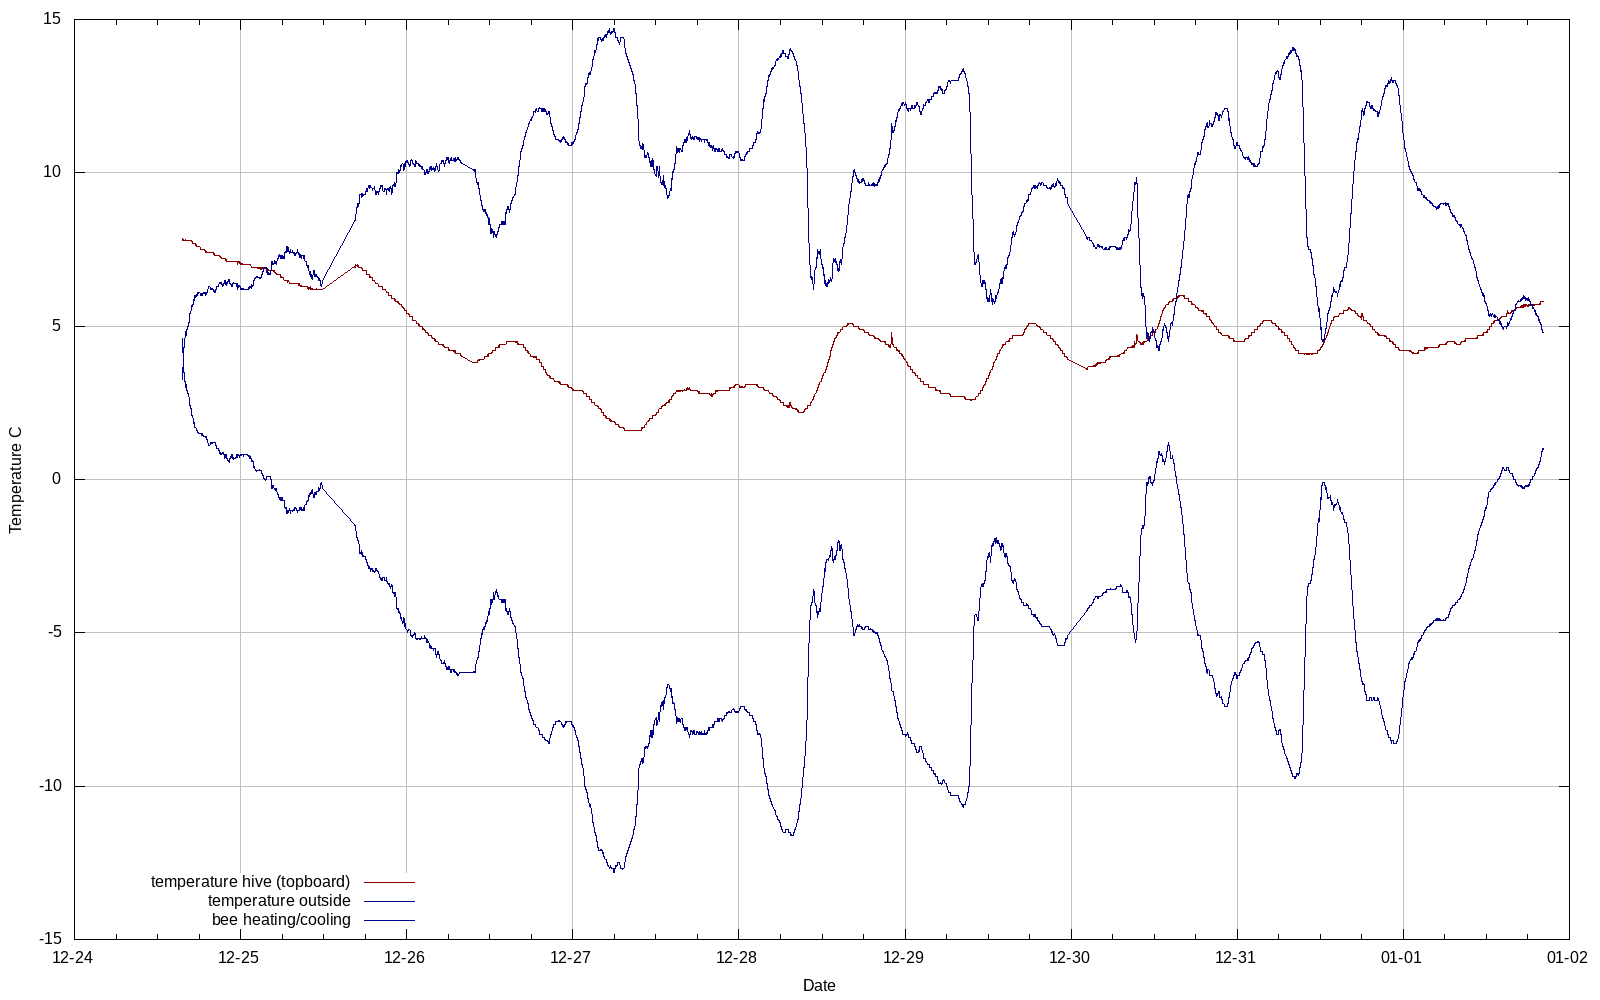 15
10
5
0
-5
-10
-15
Temperature C
temperature hive (topboard)
temperature outside
bee heating/cooling
12-24 12-25 12-26 12-27 12-28 12-29 12-30 12-31 01-01 01-02
Date